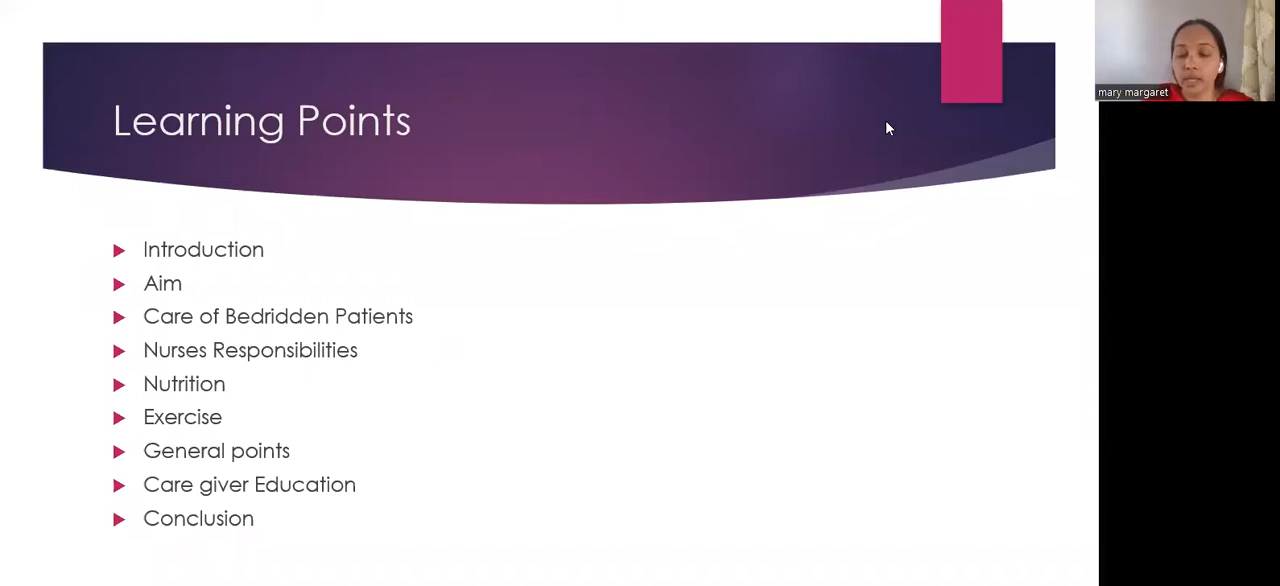 Learning Points
mary margaret
Introduction
Aim
Care of Bedridden Patients
Nurses Responsibilities
Nutrition
Exercise
General points
Care giver Education
Conclusion